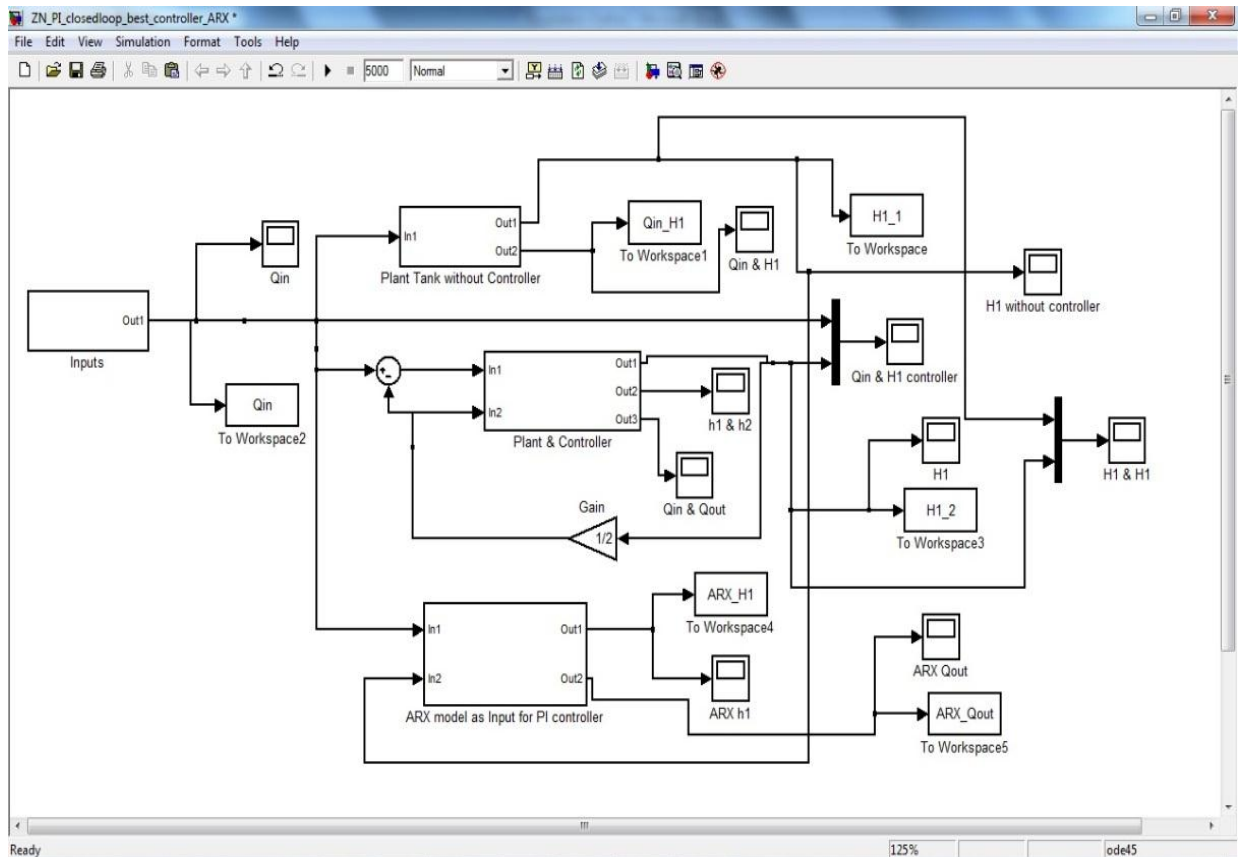 ZN_PI_closedloop_best_controller_ARX *
File Edit View Simulation Format Tools Help
5000 Normal
Out1
Inputs
Qin
Qin
To Workspace2
In1
Out1
Out2
Plant Tank without Controller
Qin_H1
To Workspace1
Qin & H1
H1_1
To Workspace
H1 without controller
+-
In1
In2
Out1
Out2
Out3
Plant & Controller
h1 & h2
Qin & Qout
Qin & H1 controller
Gain
1/2
H1
H1_2
To Workspace3
H1 & H1
In1
In2
Out1
Out2
ARX model as Input for PI controller
ARX_H1
To Workspace4
ARX h1
ARX Qout
ARX_Qout
To Workspace5
Ready 125% ode45